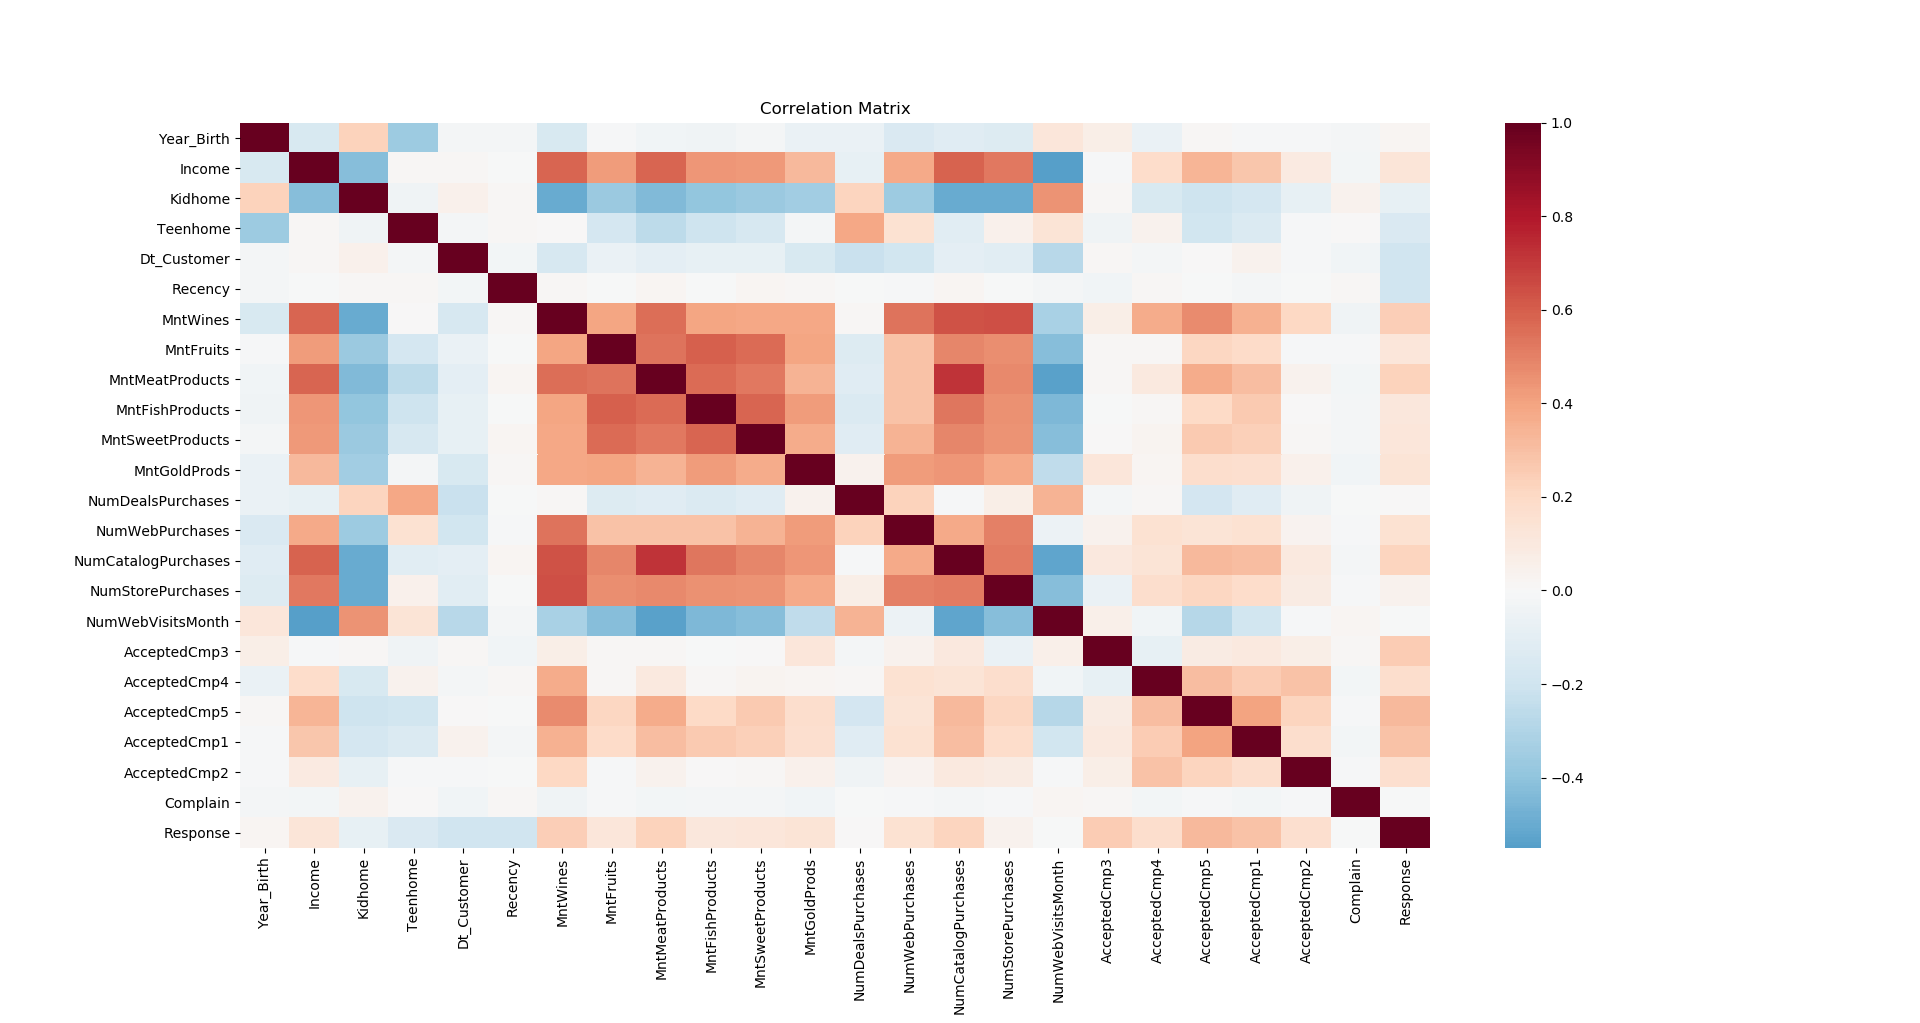 Correlation Matrix
Year_Birth
Income
Kidhome
Teenhome
Dt_Customer
Recency
MntWines
MntFruits
MntMeatProducts
MntFishProducts
MntSweetProducts
MntGoldProds
NumDealsPurchases
NumWebPurchases
NumCatalogPurchases
NumStorePurchases
NumWebVisitsMonth
AcceptedCmp3
AcceptedCmp4
AcceptedCmp5
AcceptedCmp1
AcceptedCmp2
Complain
Response
Year_Birth
Income
Kidhome
Teenhome
Dt_Customer
Recency
MntWines
MntFruits
MntMeatProducts
MntFishProducts
MntSweetProducts
MntGoldProds
NumDealsPurchases
NumWebPurchases
NumCatalogPurchases
NumStorePurchases
NumWebVisitsMonth
AcceptedCmp3
AcceptedCmp4
AcceptedCmp5
AcceptedCmp1
AcceptedCmp2
Complain
Response
1.0
0.8
0.6
0.4
0.2
0.0
−0.2
−0.4